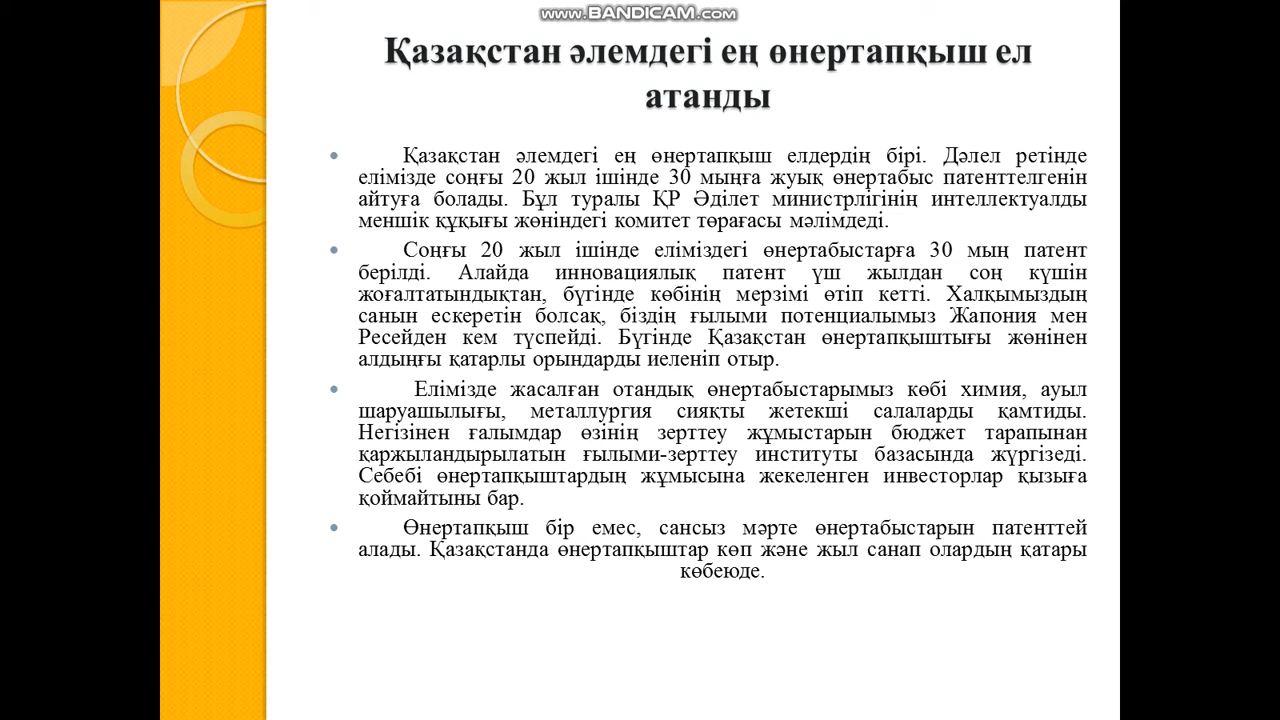 www.BANDICAM.com
Қазақстан әлемдегі ең өнертапқыш ел
атанды
• Қазақстан әлемдегі ең өнертапқыш елдердің бірі. Дәлел ретінде
елімізде соңғы 20 жыл ішінде 30 мыңға жуық өнертабыс патенттелгенін
айтуға болады. Бұл туралы ҚР Әділет министрлігінің интеллектуалды
меншік құқығы жөніндегі комитет төрағасы мәлімдеді.
• Соңғы 20 жыл ішінде еліміздегі өнертабыстарға 30 мың патент
берілді. Алайда инновациялық патент үш жылдан соң күшін
жоғалтатындықтан, бүгінде көбінің мерзімі өтіп кетті. Халқымыздың
санын ескеретін болсақ, біздің ғылыми потенциалымыз Жапония мен
Ресейден кем түспейді. Бүгінде Қазақстан өнертапқыштығы жөнінен
алдыңғы қатарлы орындарды иеленіп отыр.
• Елімізде жасалған отандық өнертабыстарымыз көбі химия, ауыл
шаруашылығы, металлургия сияқты жетекші салаларды қамтиды.
Негізінен ғалымдар өзінің зерттеу жұмыстарын бюджет тарапынан
қаржыландырылатын ғылыми-зерттеу институты базасында жүргізеді.
Себебі өнертапқыштардың жұмысына жекеленген инвесторлар қызыға
қоймайтыны бар.
• Өнертапқыш бір емес, сансыз мәрте өнертабыстарын патенттей
алады. Қазақстанда өнертапқыштар көп және жыл санап олардың қатары
көбеюде.